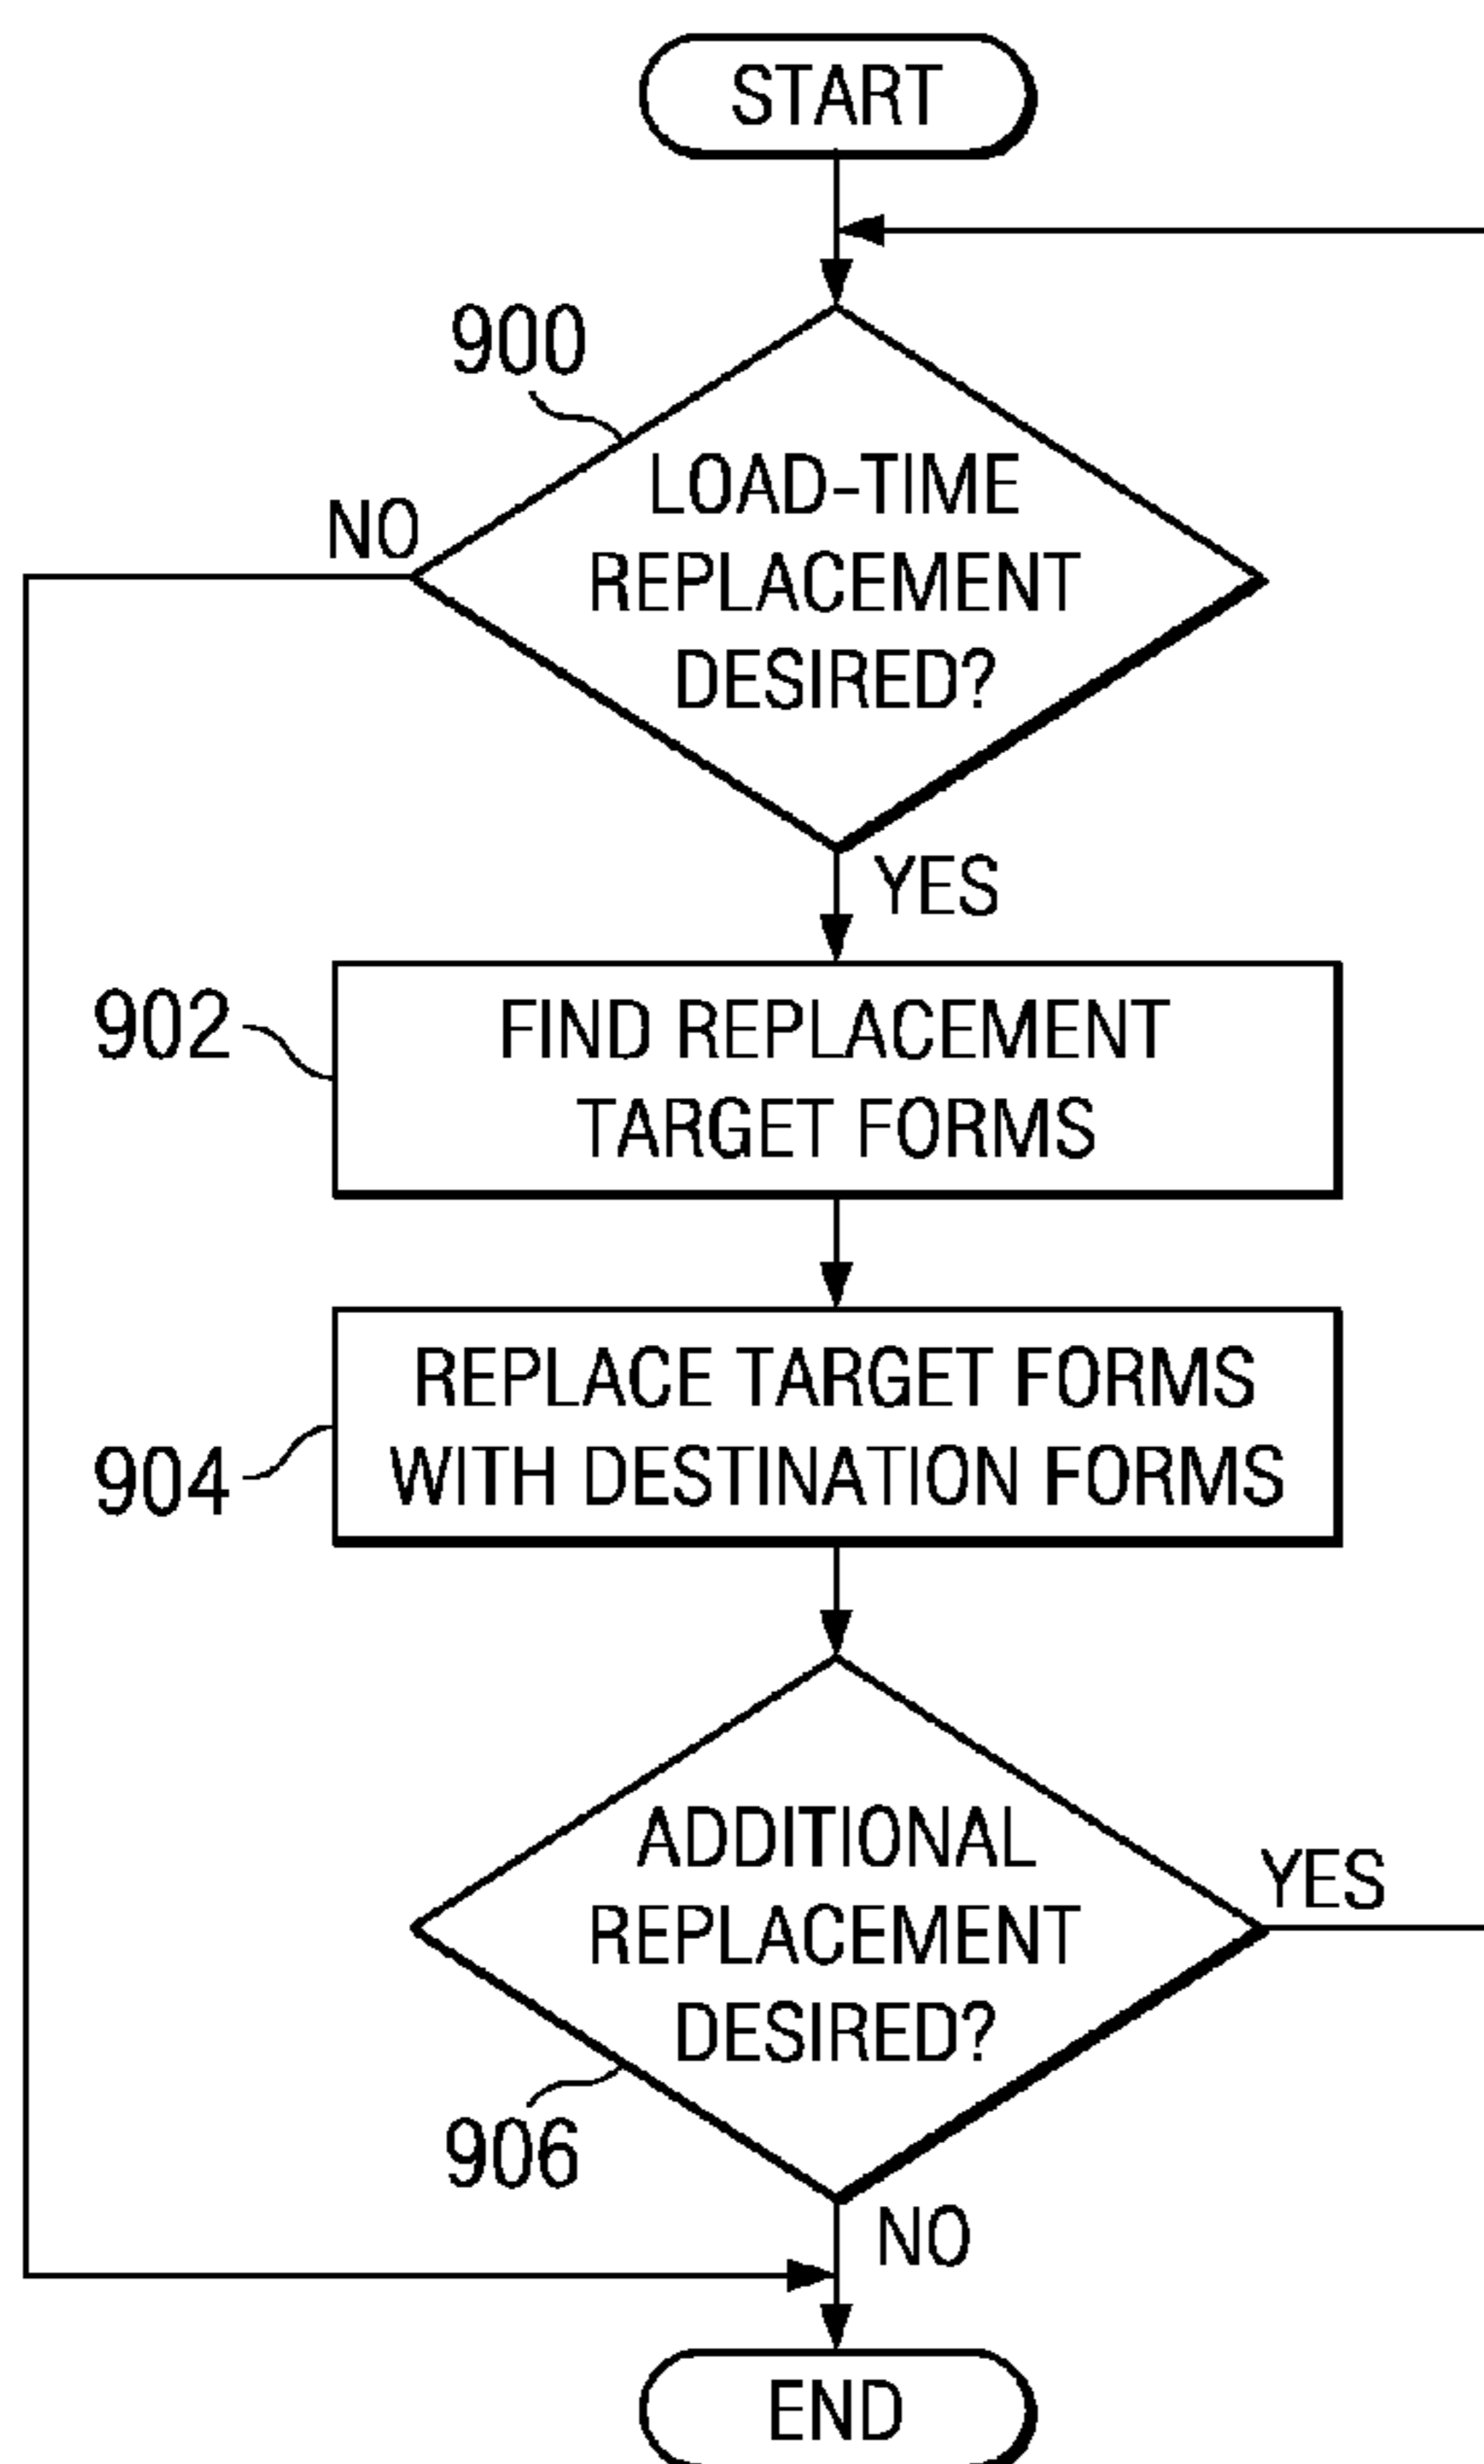 START
900
LOAD-TIME
REPLACEMENT
DESIRED?
NO
YES
902
FIND REPLACEMENT
TARGET FORMS
904
REPLACE TARGET FORMS
WITH DESTINATION FORMS
ADDITIONAL
REPLACEMENT
DESIRED?
YES
906
NO
END